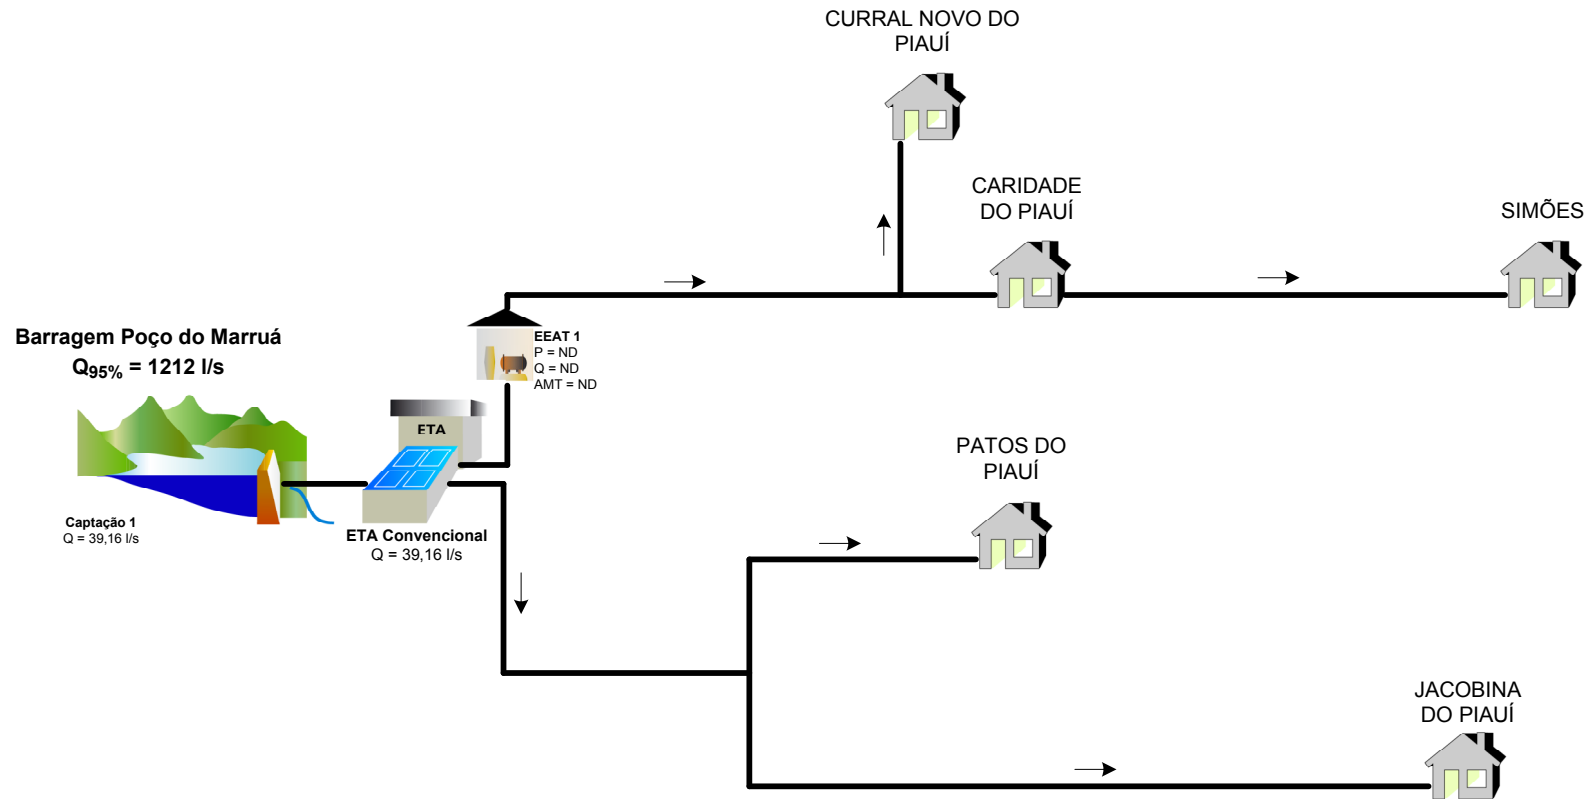 CURRAL NOVO DO
PIAUÍ
CARIDADE
DO PIAUÍ
SIMÕES
Barragem Poço do Marruá
Q95% = 1212 l/s
EEAT 1
P = ND
Q = ND
AMT = ND
ETA
Captação 1
Q = 39,16 l/s
ETA Convencional
Q = 39,16 l/s
PATOS DO
PIAUÍ
JACOBINA
DO PIAUÍ